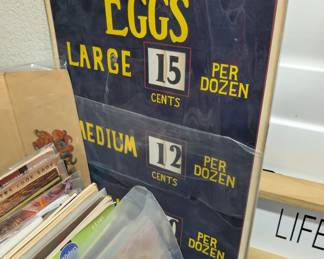 EGGS
LARGE 15 PER DOZEN
CENTS
MEDIUM 12 PER DOZEN
CENTS
PER DOZEN
LIFE